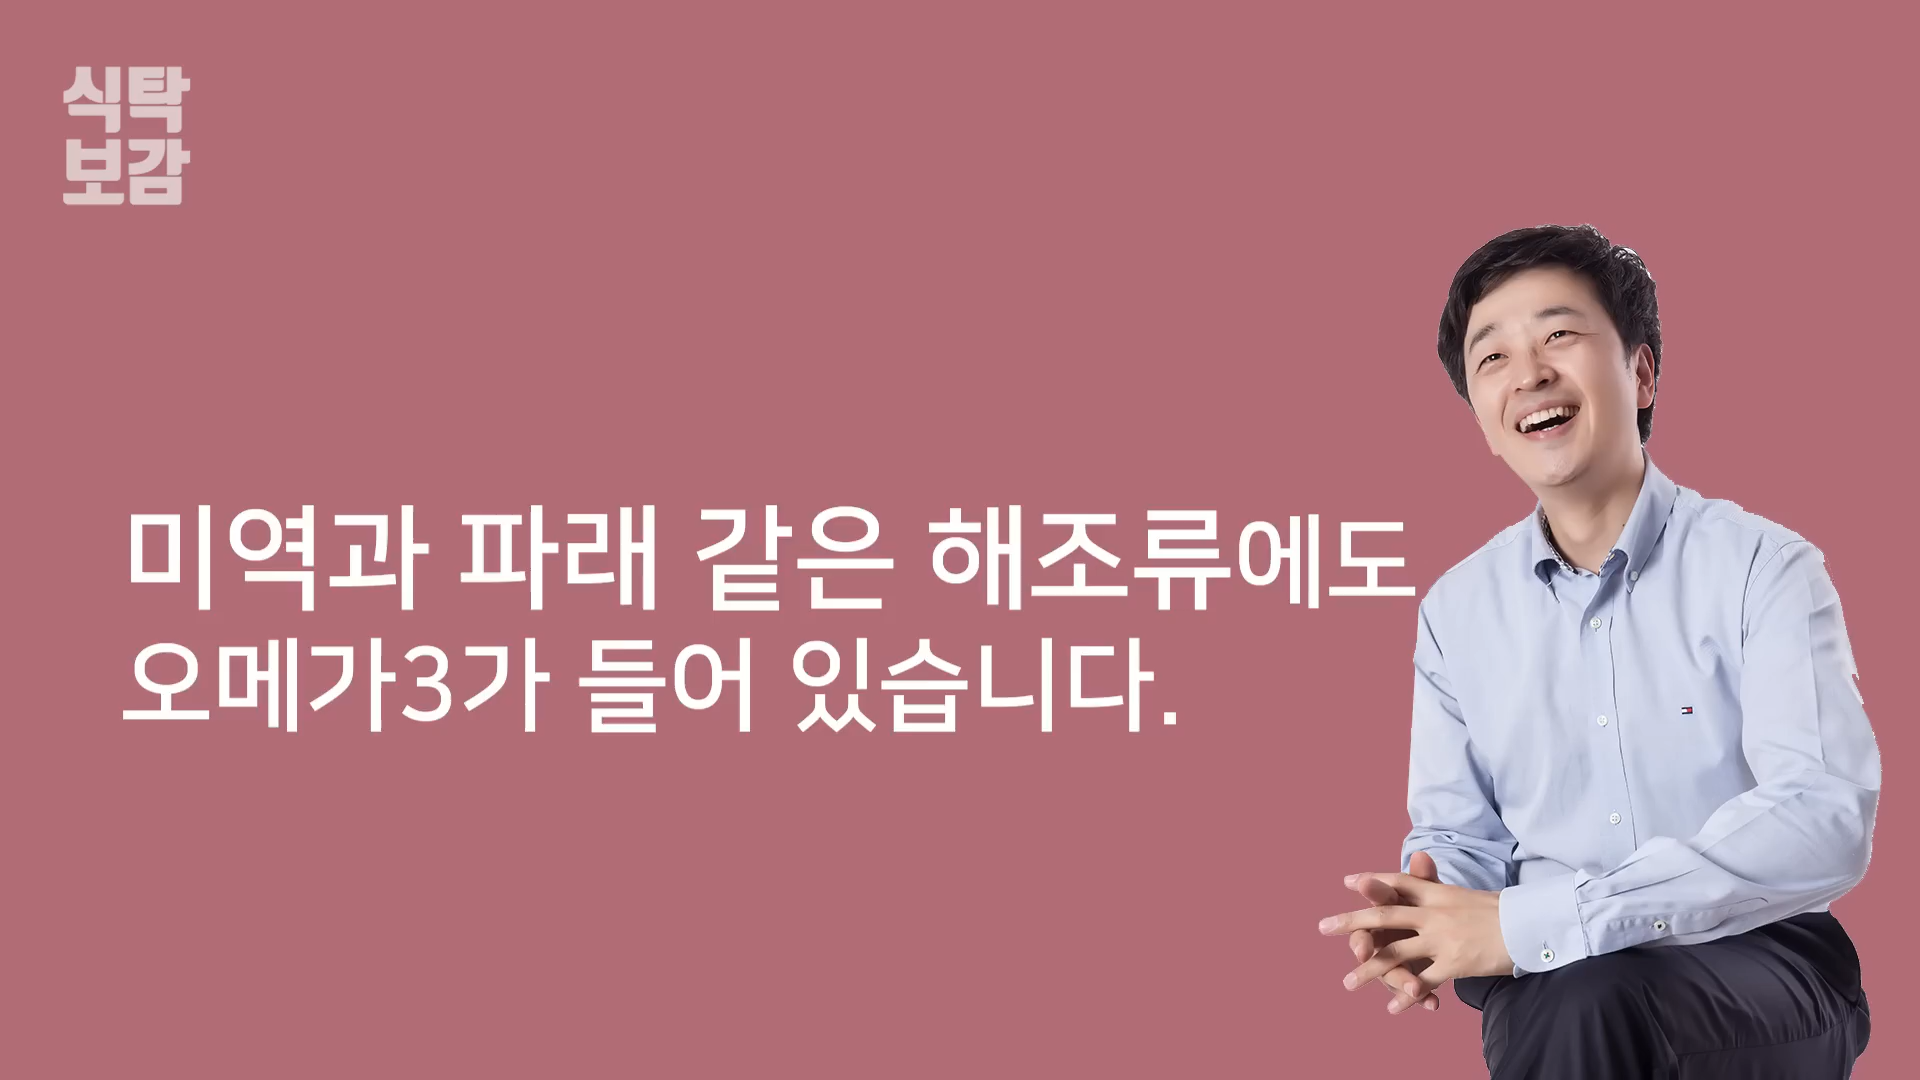 식탁
보감
미역과 파래 같은 해조류에도
오메가3가 들어 있습니다.